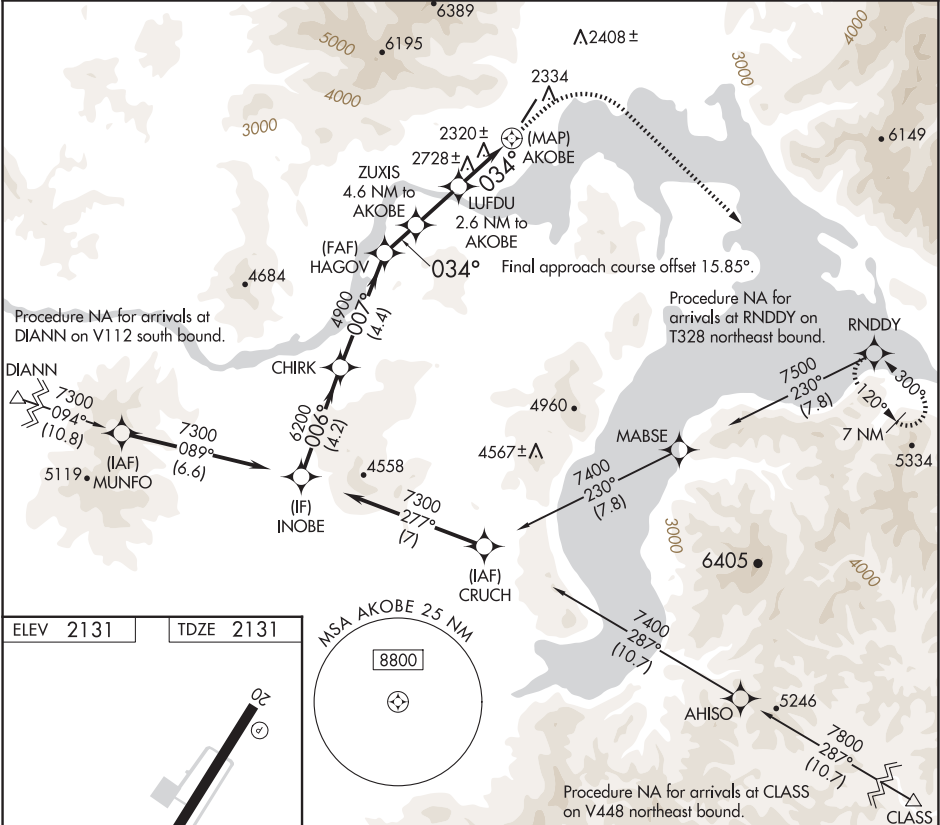 6389
5000
6195
2408±
4000
3000
4000
3000
2334
2320±
2728±
(MAP)
AKOBE
034°
6149
ZUXIS
4.6 NM to
AKOBE
LUFDU
2.6 NM to
AKOBE
(FAF)
HAGOV
034°
Final approach course offset 15.85°.
4684
4900
007°
(4.4)
Procedure NA for arrivals at
DIANN on V112 south bound.
Procedure NA for
arrivals at RNDDY on
T328 northeast bound.
RNDDY
CHIRK
DIANN
7300
094°
(10.8)
7300
089°
(6.6)
(IAF)
MUNFO
5119
6200
006°
(4.2)
(IF)
INOBE
4558
4960
4567±
7500
230°
(7.8)
300°
120°
7 NM
5334
MABSE
7400
230°
(7.8)
7300
277°
(7)
(IAF)
CRUCH
3000
6405
4000
ELEV 2131
TDZE 2131
MSA AKOBE 25 NM
8800
7400
287°
(10.7)
AHISO
5246
7800
287°
(10.7)
20
P
Procedure NA for arrivals at CLASS
on V448 northeast bound.
CLASS